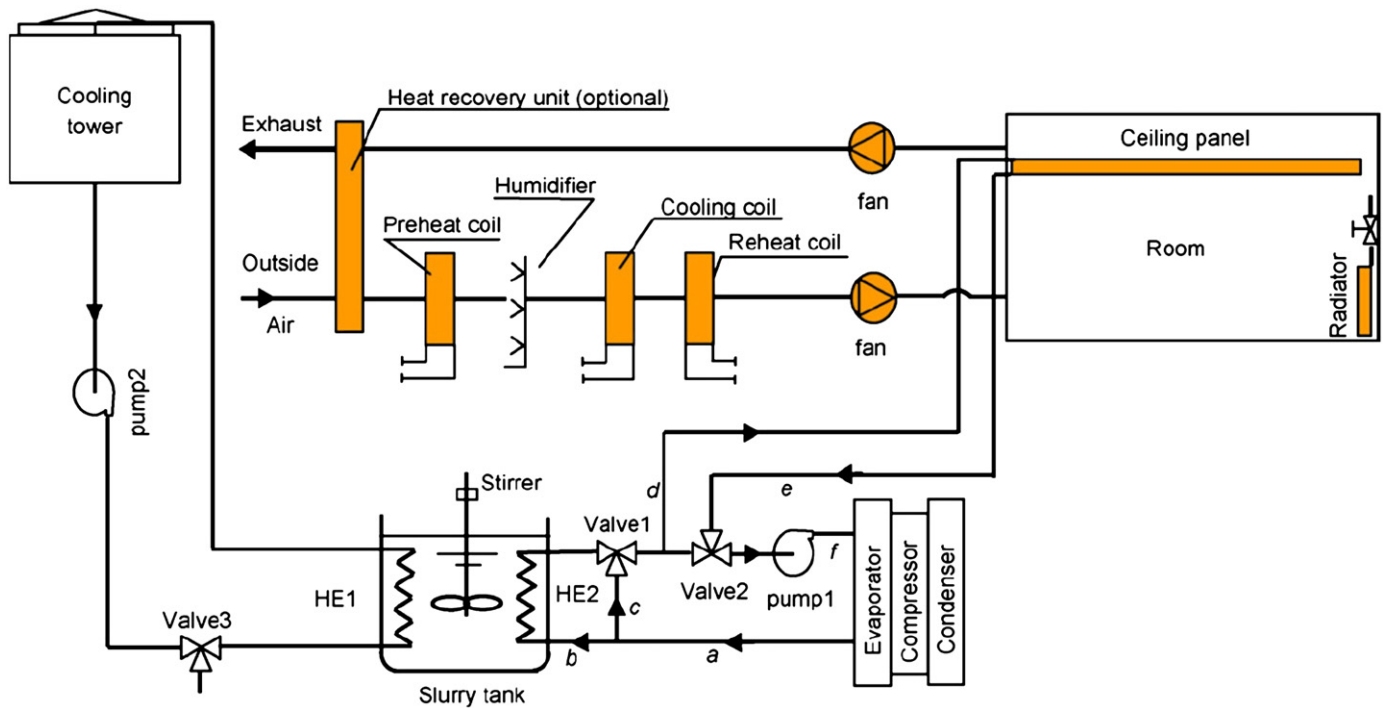 Cooling
tower
Heat recovery unit (optional)
Exhaust
Ceiling panel
fan
Humidifier
Cooling coil
Preheat coil
Reheat coil
Outside
Air
Room
Radiator
fan
pump2
Stirrer
d
e
Valve1
f
Evaporator
Compressor
Condenser
HE1
HE2
Valve2
pump1
c
Valve3
b
a
Slurry tank